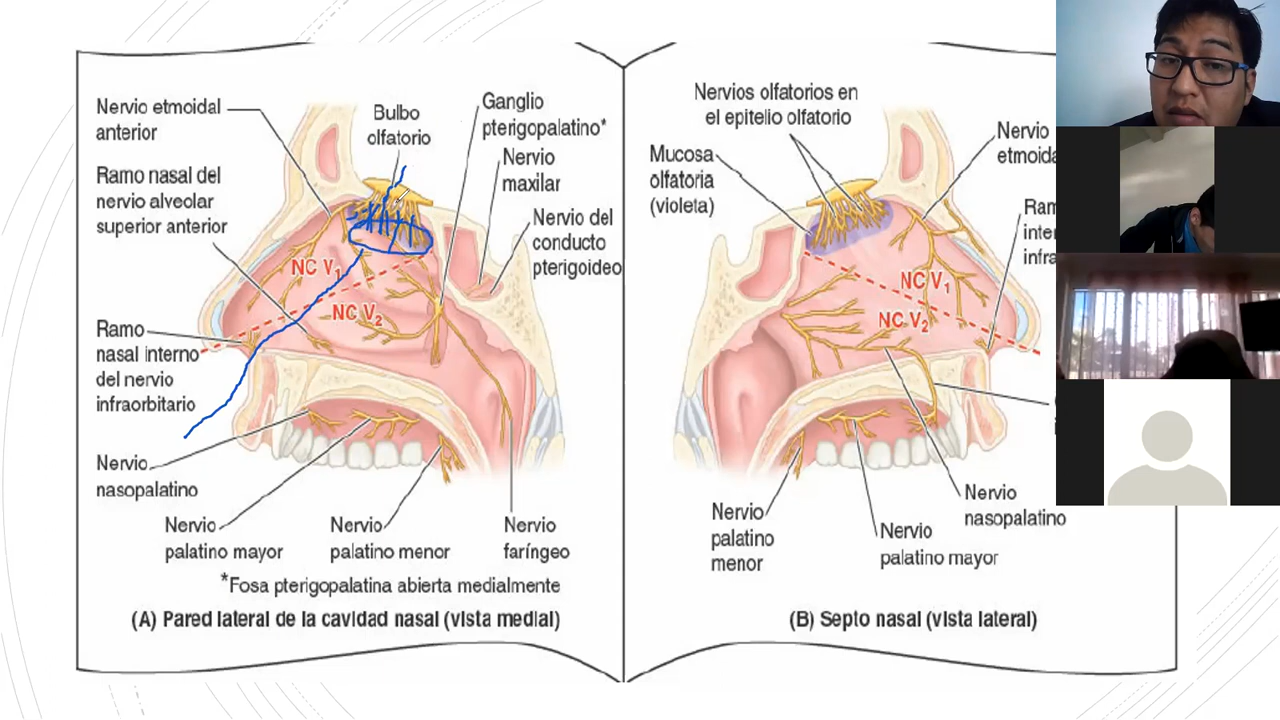 Nervio etmoidal
anterior
Ramo nasal del
nervio alveolar
superior anterior
Ramo
nasal interno
del nervio
infraorbitario
Nervio
nasopalatino
Nervio
palatino mayor
Nervio
palatino menor
Nervio
faríngeo
Bulbo
olfatorio
Ganglio
pterigopalatino*
Nervio
maxilar
Nervio del
conducto
pterigoideo
NC V1
NC V2
*Fosa pterigopalatina abierta medialmente
(A) Pared lateral de la cavidad nasal (vista medial)
Nervios olfatorios en
el epitelio olfatorio
Mucosa
olfatoria
(violeta)
Nervio
NC V1
NC V2
Nervio
palatino
menor
Nervio
palatino mayor
Nervio
nasopalatino
(B) Septo nasal (vista lateral)